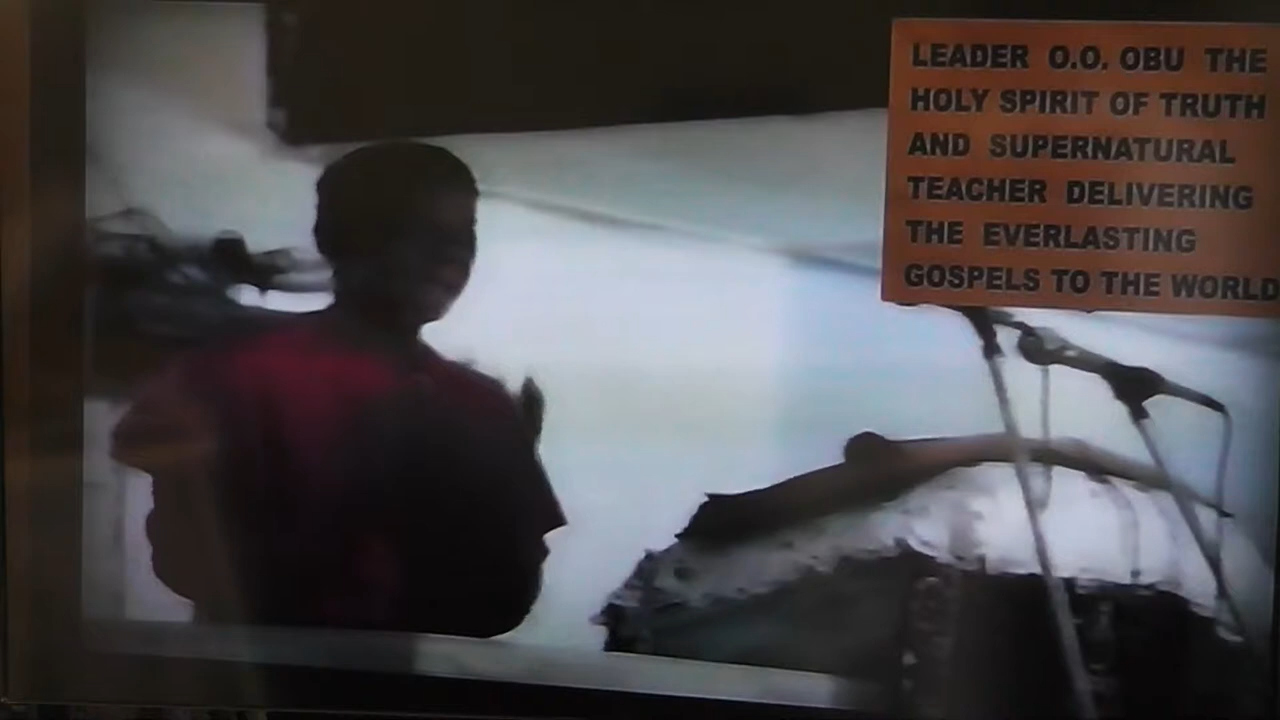 LEADER O.O. OBU THE
HOLY SPIRIT OF TRUTH
AND SUPERNATURAL
TEACHER DELIVERING
THE EVERLASTING
GOSPELS TO THE WORLD